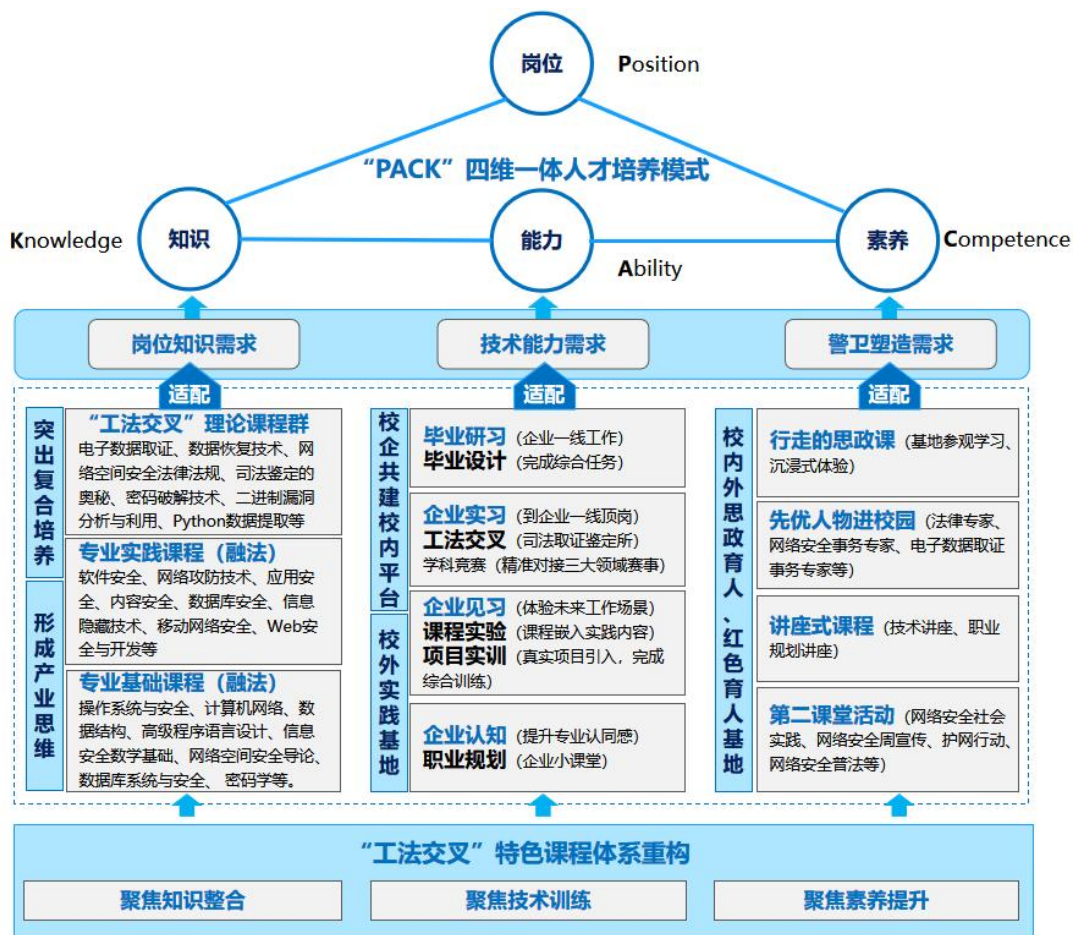 岗位
Position
“PACK”四维一体人才培养模式
Knowledge
知识
能力
Ability
素养
Competence
岗位知识需求
技术能力需求
警卫塑造需求
适配
适配
适配
突出复合培养
形成产业思维
“工法交叉”理论课程群
电子数据取证、数据恢复技术、网
络空间安全法律法规、司法鉴定的
奥秘、密码破解技术、二进制漏洞
分析与利用、Python数据提取等
专业实践课程（融法）
软件安全、网络攻防技术、应用安
全、内容安全、数据库安全、信息
隐藏技术、移动网络安全、Web安
全与开发等
专业基础课程（融法）
操作系统与安全、计算机网络、数
据结构、高级程序语言设计、信息
安全数学基础、网络空间安全导论、
数据库系统与安全、 密码学等。
校企共建校内平台
校外实践基地
毕业研习（企业一线工作）
毕业设计（完成综合任务）
企业实习（到企业一线顶岗）
工法交叉（司法取证鉴定所）
学科竞赛（精准对接三大领域赛事）
企业见习（体验未来工作场景）
课程实验（课程嵌入实践内容）
项目实训（真实项目引入，完成
综合训练）
企业认知（提升专业认同感）
职业规划（企业小课堂）
校内外思政育人、红色育人基地
行走的思政课（基地参观学习、
沉浸式体验）
先优人物进校园（法律专家、
网络安全事务专家、电子数据取证
事务专家等）
讲座式课程（技术讲座、职业
规划讲座）
第二课堂活动（网络安全社会
实践、网络安全周宣传、护网行动、
网络安全普法等）
“工法交叉”特色课程体系重构
聚焦知识整合
聚焦技术训练
聚焦素养提升